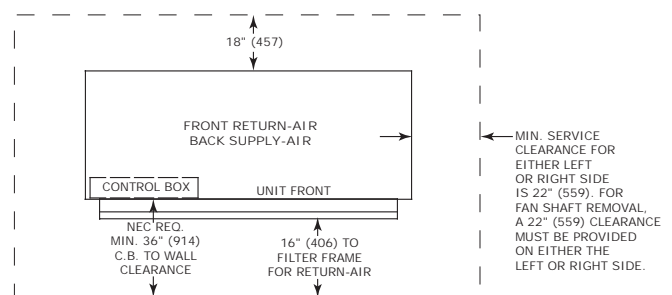 18" (457)
FRONT RETURN-AIR
BACK SUPPLY-AIR
CONTROL BOX
UNIT FRONT
NEC REQ.
MIN. 36" (914)
C.B. TO WALL
CLEARANCE
16" (406) TO
FILTER FRAME
FOR RETURN-AIR
MIN. SERVICE
CLEARANCE FOR
EITHER LEFT
OR RIGHT SIDE
IS 22" (559). FOR
FAN SHAFT REMOVAL,
A 22" (559) CLEARANCE
MUST BE PROVIDED
ON EITHER THE
LEFT OR RIGHT SIDE.